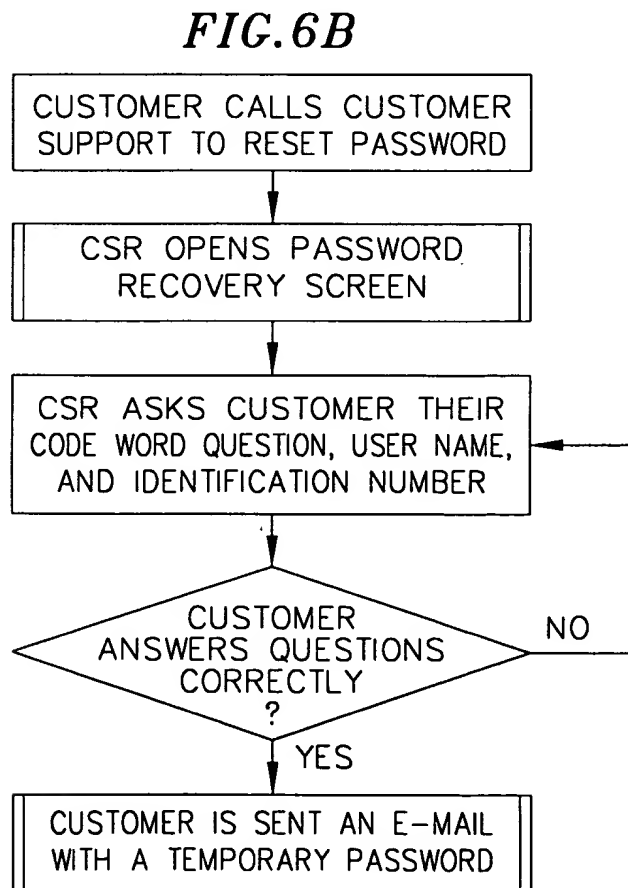 FIG.6B
CUSTOMER CALLS CUSTOMER
SUPPORT TO RESET PASSWORD
CSR OPENS PASSWORD
RECOVERY SCREEN
CSR ASKS CUSTOMER THEIR
CODE WORD QUESTION, USER NAME,
AND IDENTIFICATION NUMBER
CUSTOMER
ANSWERS QUESTIONS
CORRECTLY
?
NO
YES
CUSTOMER IS SENT AN E-MAIL
WITH A TEMPORARY PASSWORD